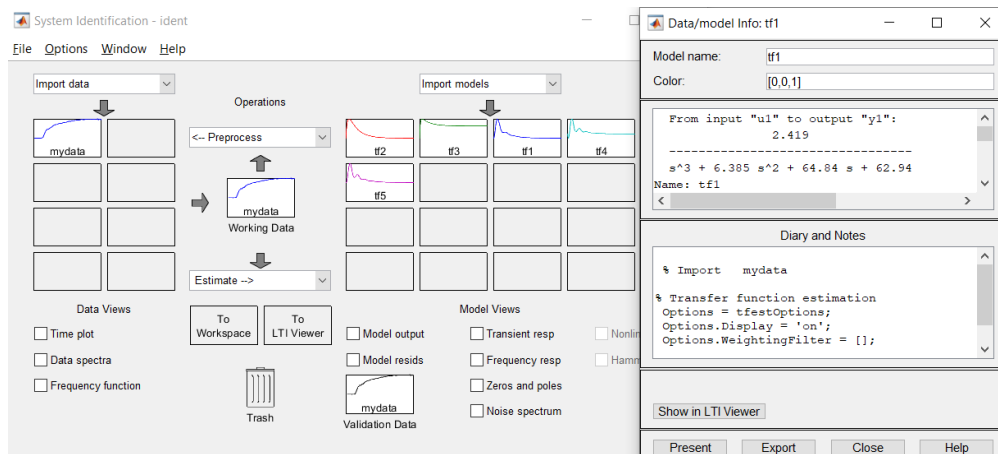 System Identification - ident
File Options Window Help
Import data
mydata
Operations
<-- Preprocess
mydata
Working Data
Estimate -->
Import models
tf2 tf3 tf1 tf4
tf5
Data Views
Time plot
Data spectra
Frequency function
To Workspace
To LTI Viewer
Trash
Model Views
Model output
Transient resp
Model resids
Frequency resp
Zeros and poles
Noise spectrum
mydata
Validation Data
Data/model Info: tf1
Model name: tf1
Color: [0,0,1]
From input "u1" to output "y1":
2.419
---------------------------------
s^3 + 6.385 s^2 + 64.84 s + 62.94
Name: tf1
Diary and Notes
% Import mydata
% Transfer function estimation
Options = tfestOptions;
Options.Display = 'on';
Options.WeightingFilter = [];
Show in LTI Viewer
Present Export Close Help